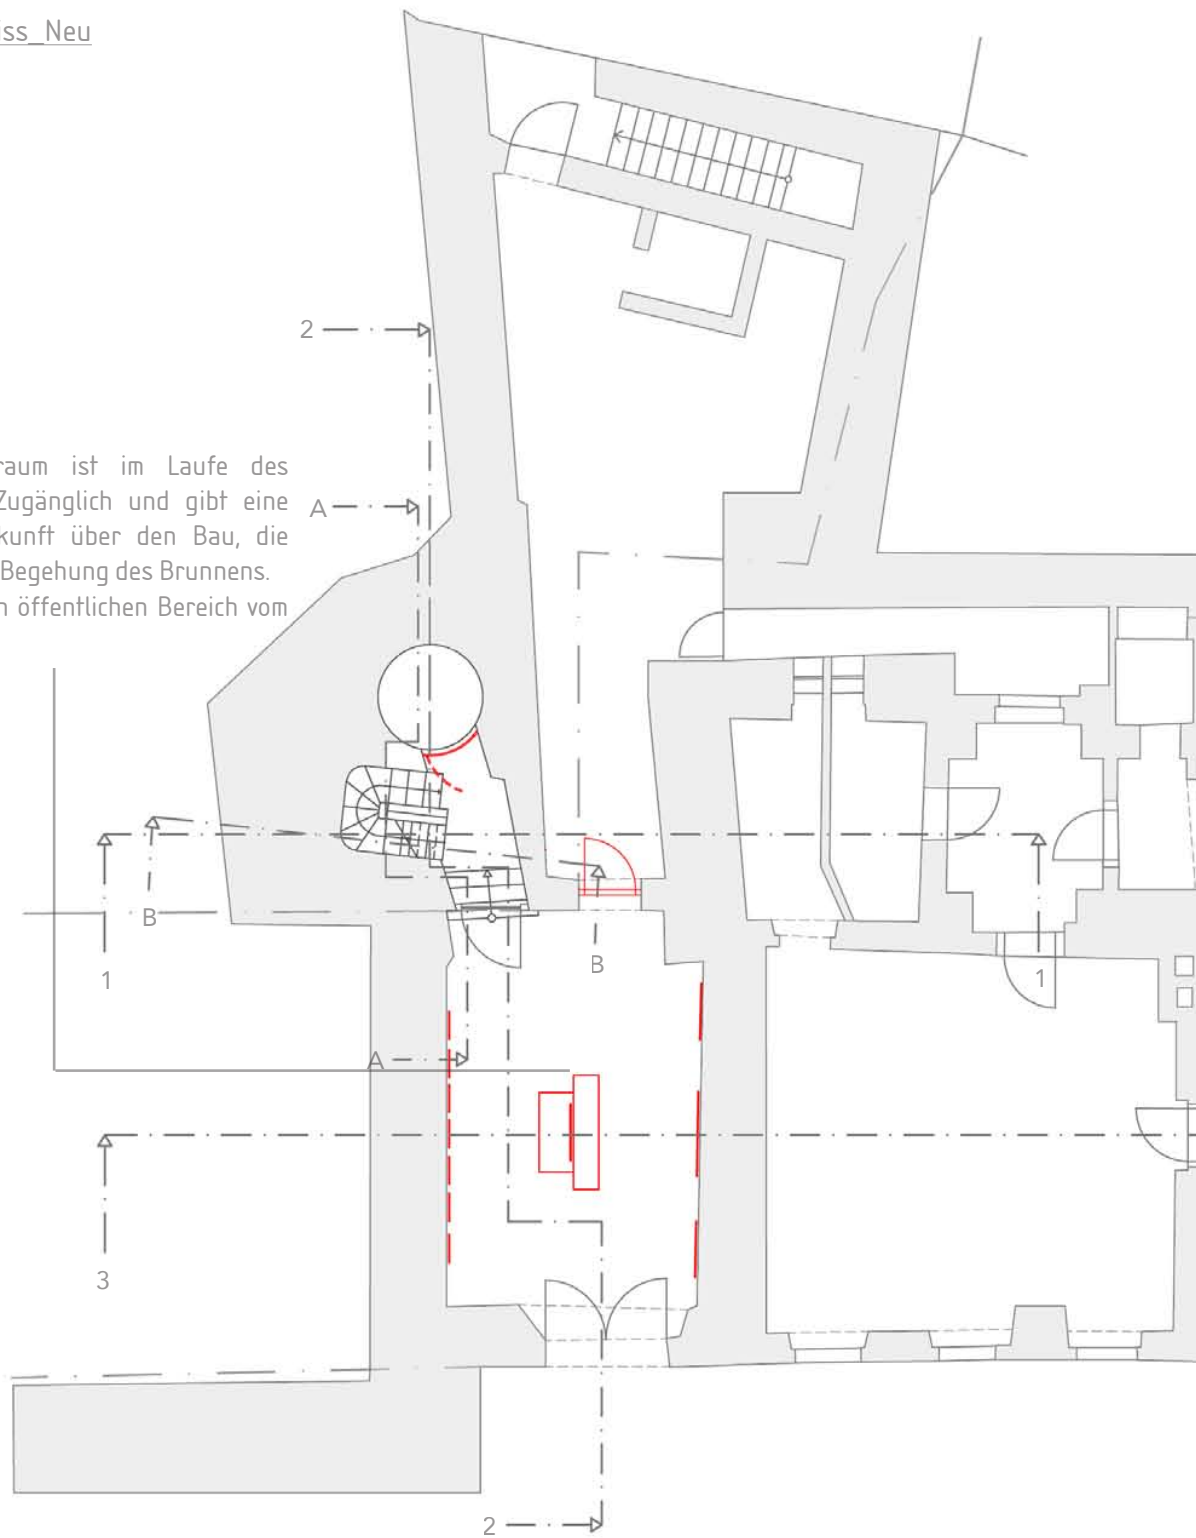 iss_Neu
2
raum ist im Laufe des
Zugänglich und gibt eine
kunft über den Bau, die
Begehung des Brunnens.
n öffentlichen Bereich vom
A
B
1
B
1
A
3
2